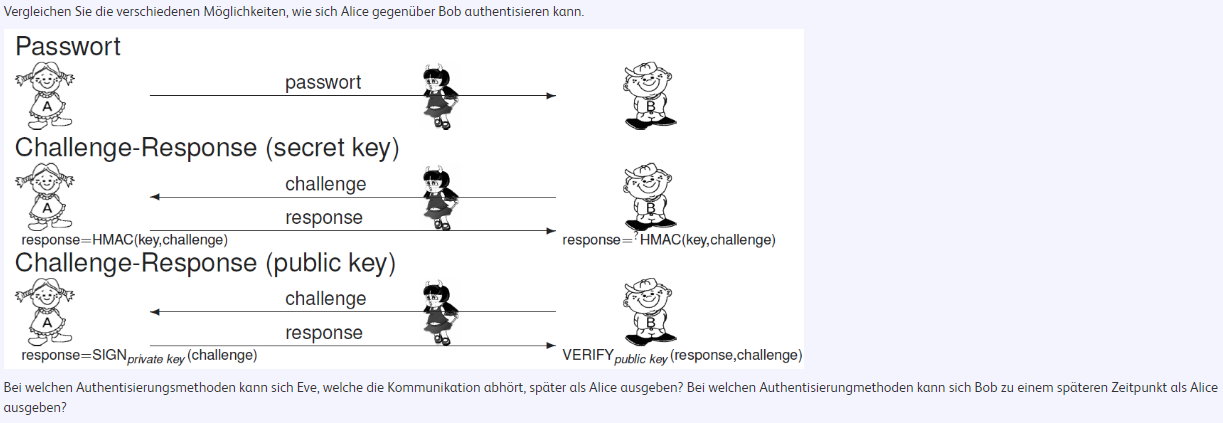 Vergleichen Sie die verschiedenen Möglichkeiten, wie sich Alice gegenüber Bob authentisieren kann.
Passwort
A
passwort
B
Challenge-Response (secret key)
A
challenge
response
B
response=HMAC(key,challenge)
response=?HMAC(key,challenge)
Challenge-Response (public key)
A
challenge
response
B
response=SIGNprivate key(challenge)
VERIFYpublic key(response,challenge)
Bei welchen Authentisierungsmethoden kann sich Eve, welche die Kommunikation abhört, später als Alice ausgeben? Bei welchen Authentisierungmethoden kann sich Bob zu einem späteren Zeitpunkt als Alice
ausgeben?